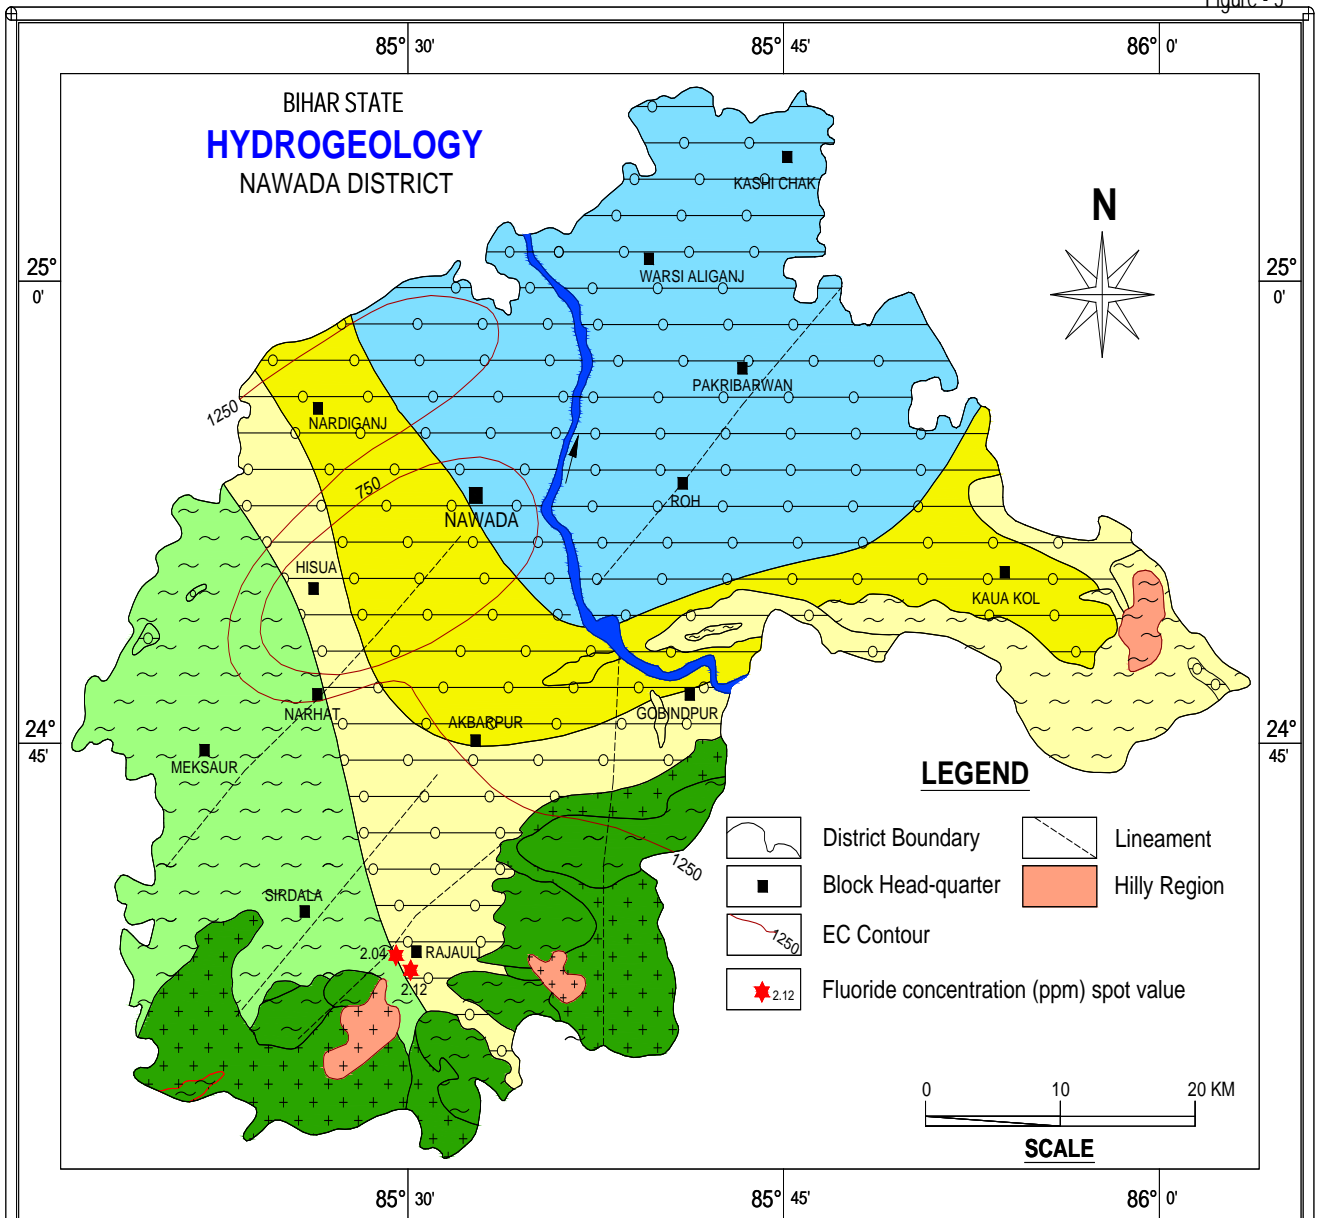 Figure - 5
85° 30' 85° 45' 86° 0'
BIHAR STATE
HYDROGEOLOGY
NAWADA DISTRICT
N
25° 0'
25° 0'
KASHI CHAK
WARSI ALIGANJ
PAKRIBARWAN
1250
NARDIGANJ
750
NAWADA
ROH
HISUA
KAUA KOL
NARHAT
AKBARPUR
GOBINDPUR
24° 45'
24° 45'
MEKSAUR
1250
SIRDALA
2.04
RAJAULI
2.12
LEGEND
District Boundary
Lineament
Block Head-quarter
Hilly Region
1250
EC Contour
2.12
Fluoride concentration (ppm) spot value
0 10 20 KM
SCALE
85° 30' 85° 45' 86° 0'